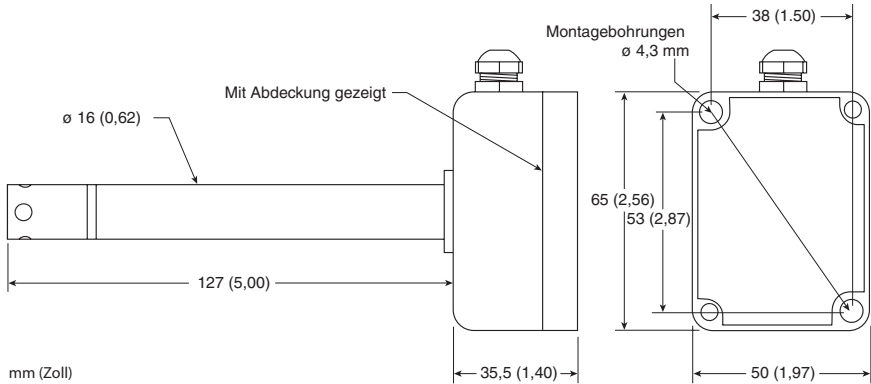 38 (1.50)
Montagebohrungen
ø 4,3 mm
Mit Abdeckung gezeigt
ø 16 (0,62)
65 (2,56)
53 (2,87)
127 (5,00)
mm (Zoll)
35,5 (1,40)
50 (1,97)